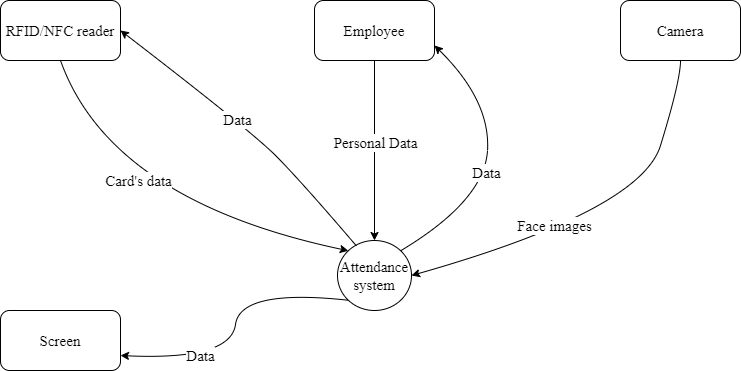 RFID/NFC reader
Employee
Camera
Data
Personal Data
Data
Card's data
Face images
Attendance
system
Screen
Data